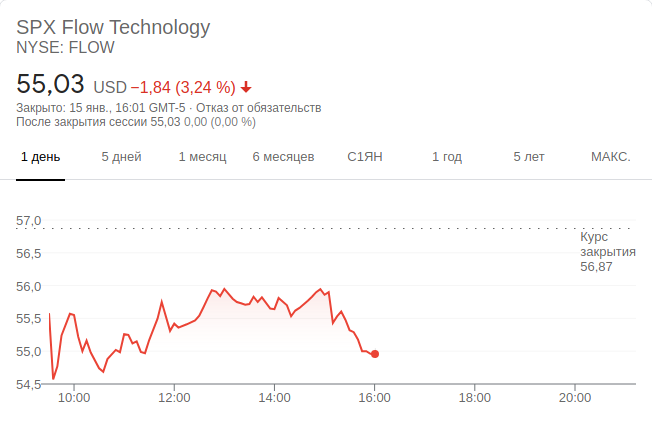 SPX Flow Technology
NYSE: FLOW
55,03 USD −1,84 (3,24 %)
Закрыто: 15 янв., 16:01 GMT-5 · Отказ от обязательств
После закрытия сессии 55,03 0,00 (0,00 %)
1 день 5 дней 1 месяц 6 месяцев С1ЯН 1 год 5 лет МАКС.
57,0
Курс
закрытия
56,87
56,5
56,0
55,5
55,0
54,5
10:00 12:00 14:00 16:00 18:00 20:00